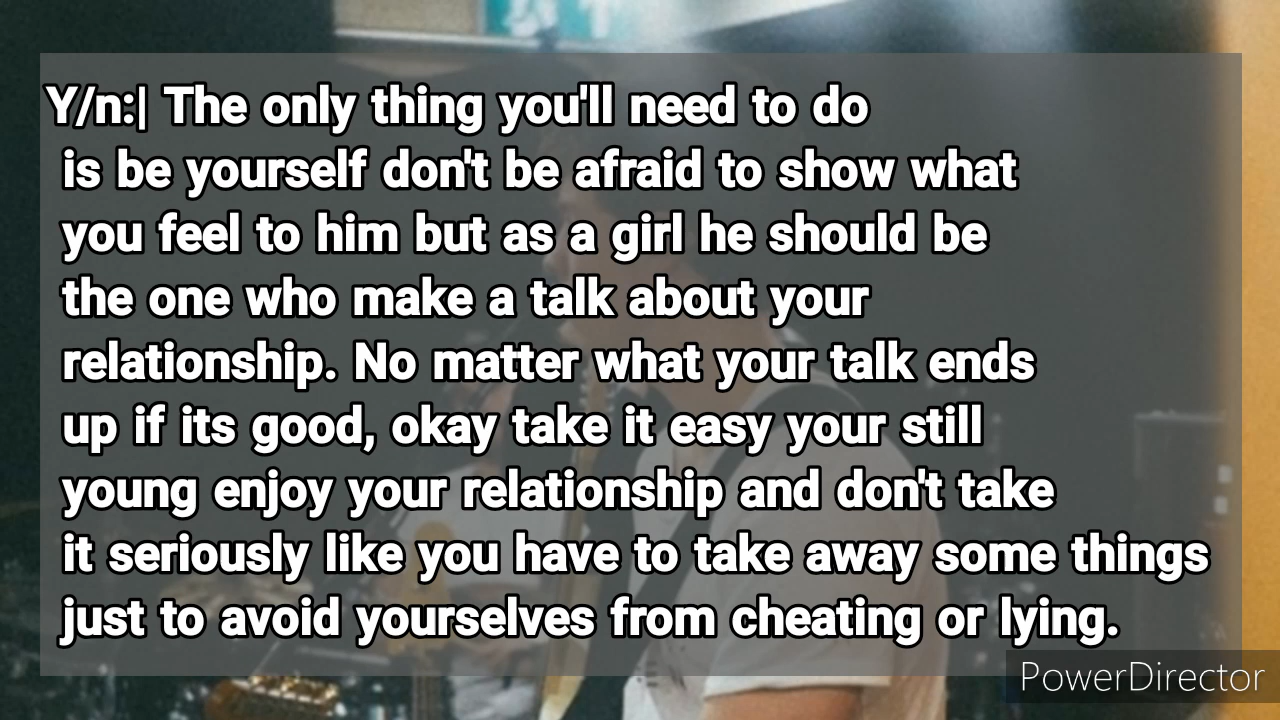 Y/n:| The only thing you'll need to do
is be yourself don't be afraid to show what
you feel to him but as a girl he should be
the one who make a talk about your
relationship. No matter what your talk ends
up if its good, okay take it easy your still
young enjoy your relationship and don't take
it seriously like you have to take away some things
just to avoid yourselves from cheating or lying.
PowerDirector